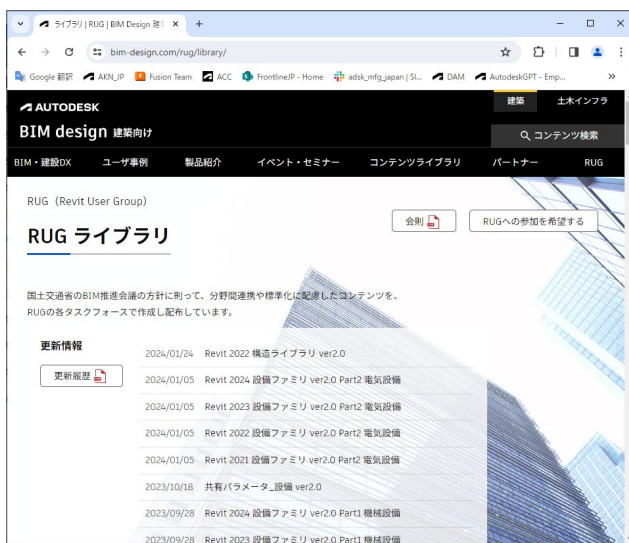 ライブラリ | RUG | BIM Design 建
bim-design.com/rug/library/
Google 翻訳 AKN_JP Fusion Team ACC FrontlineJP - Home adsk_mfg_japan | Sl... DAM AutodeskGPT - Emp... »
AUTODESK
建築 土木インフラ
BIM design 建築向け
コンテンツ検索
BIM・建設DX ユーザ事例 製品紹介 イベント・セミナー コンテンツライブラリ パートナー RUG
RUG（Revit User Group）
会則 RUGへの参加を希望する
RUG ライブラリ
国土交通省のBIM推進会議の方針に則って、分野間連携や標準化に配慮したコンテンツを、
RUGの各タスクフォースで作成し配布しています。
更新情報
更新履歴
2024/01/24 Revit 2022 構造ライブラリ ver2.0
2024/01/05 Revit 2024 設備ファミリ ver2.0 Part2 電気設備
2024/01/05 Revit 2023 設備ファミリ ver2.0 Part2 電気設備
2024/01/05 Revit 2022 設備ファミリ ver2.0 Part2 電気設備
2024/01/05 Revit 2021 設備ファミリ ver2.0 Part2 電気設備
2023/10/18 共有パラメータ_設備 ver2.0
2023/09/28 Revit 2024 設備ファミリ ver2.0 Part1 機械設備
2023/09/28 Revit 2023 設備ファミリ ver2.0 Part1 機械設備